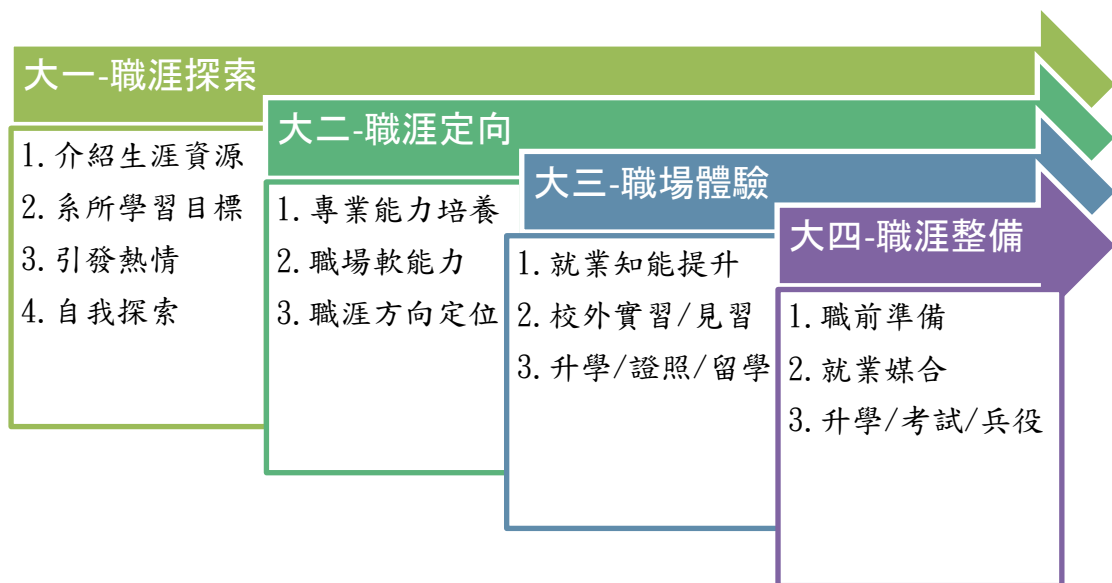 大一-職涯探索
1.介紹生涯資源
2.系所學習目標
3.引發熱情
4.自我探索
大二-職涯定向
1.專業能力培養
2.職場軟能力
3.職涯方向定位
大三-職場體驗
1.就業知能提升
2.校外實習/見習
3.升學/證照/留學
大四-職涯整備
1.職前準備
2.就業媒合
3.升學/考試/兵役